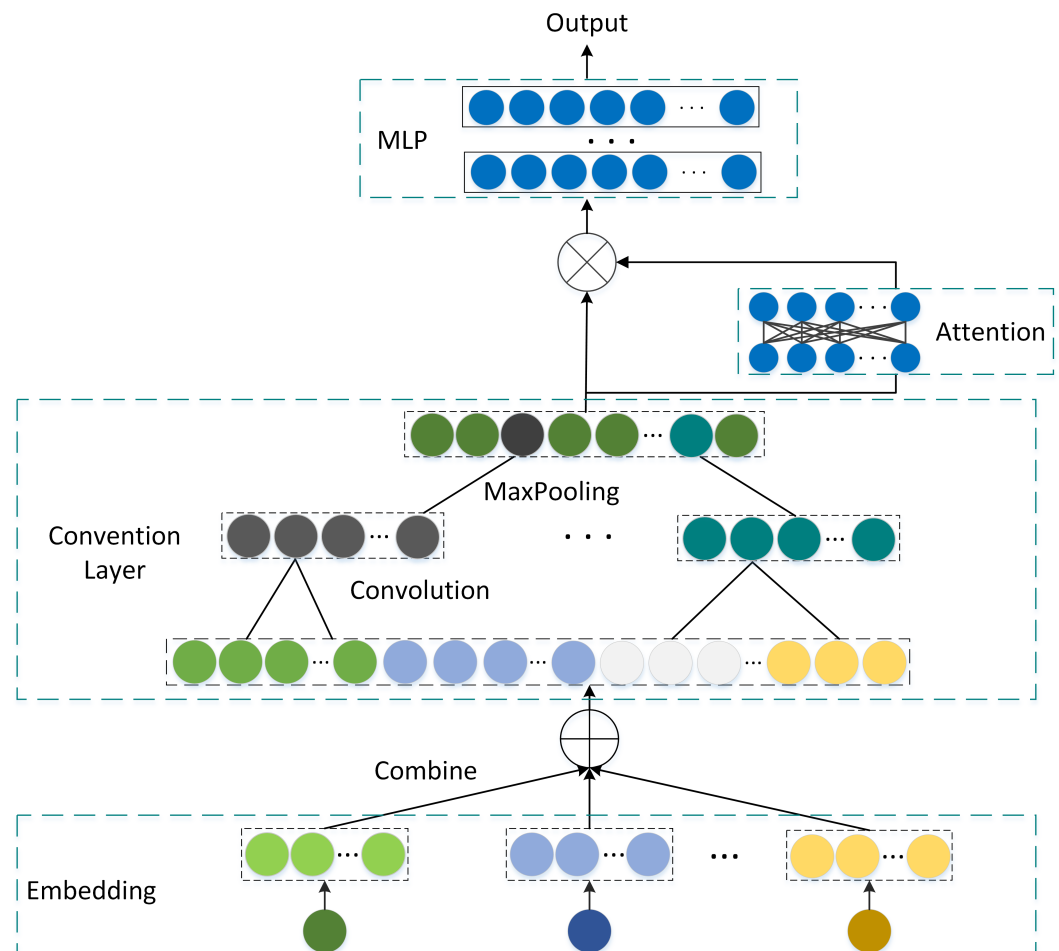 Output
MLP
Attention
MaxPooling
Convention
Layer
Convolution
Combine
Embedding